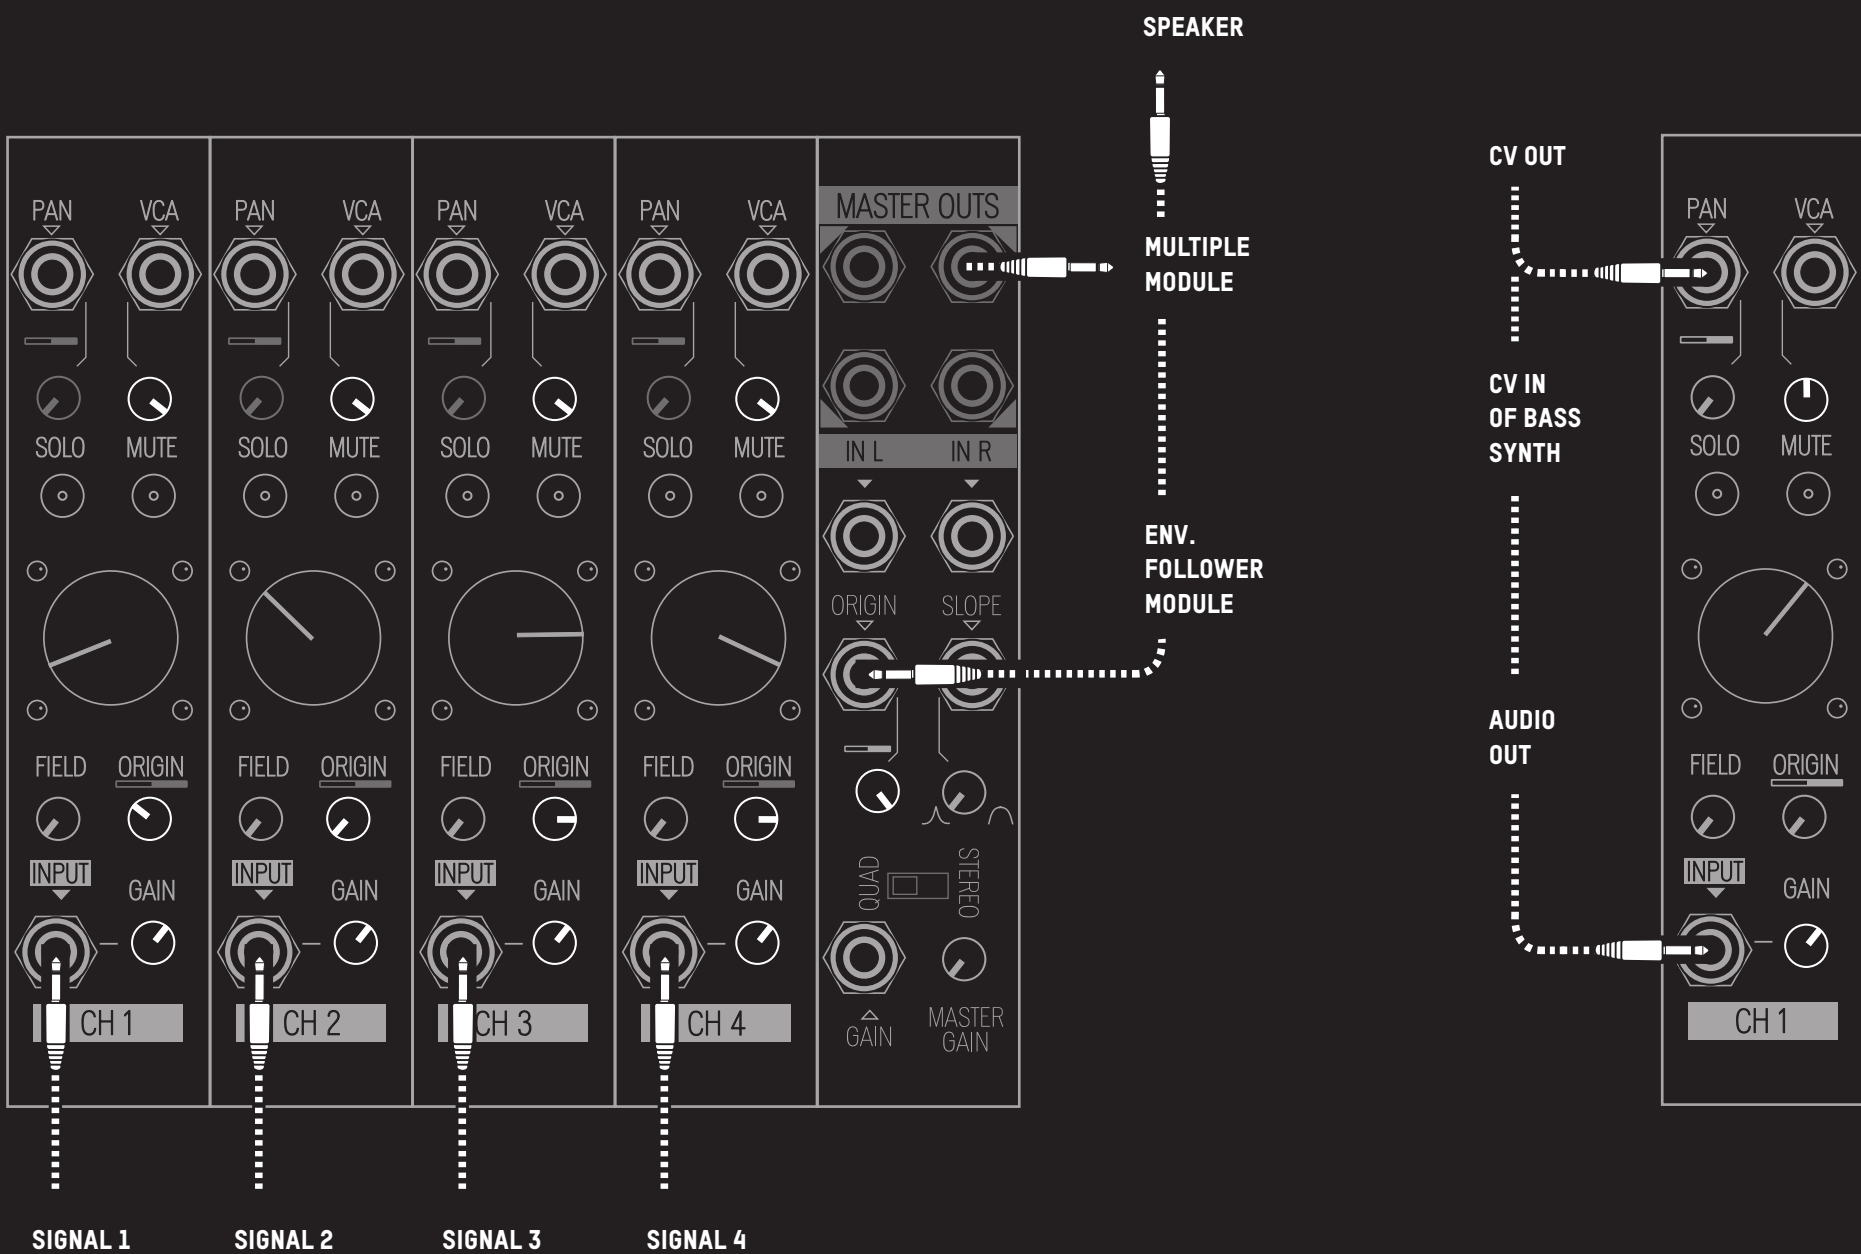 SPEAKER
CV OUT
PAN VCA PAN VCA PAN VCA PAN VCA MASTER OUTS
PAN VCA
MULTIPLE
MODULE
CV IN
OF BASS
SYNTH
SOLO MUTE SOLO MUTE SOLO MUTE SOLO MUTE IN L IN R
SOLO MUTE
ENV.
FOLLOWER
MODULE
ORIGIN SLOPE
AUDIO
OUT
FIELD ORIGIN FIELD ORIGIN FIELD ORIGIN FIELD ORIGIN
FIELD ORIGIN
QUAD STEREO
INPUT GAIN INPUT GAIN INPUT GAIN INPUT GAIN
INPUT GAIN
CH 1 CH 2 CH 3 CH 4
GAIN
MASTER
GAIN
CH 1
SIGNAL 1 SIGNAL 2 SIGNAL 3 SIGNAL 4